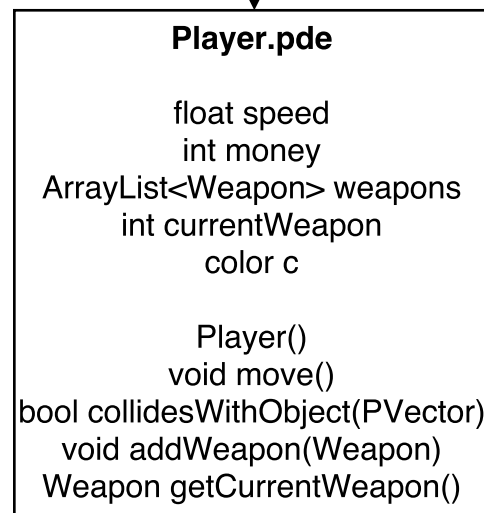 Player.pde
float speed
int money
ArrayList<Weapon> weapons
int currentWeapon
color c
Player()
void move()
bool collidesWithObject(PVector)
void addWeapon(Weapon)
Weapon getCurrentWeapon()